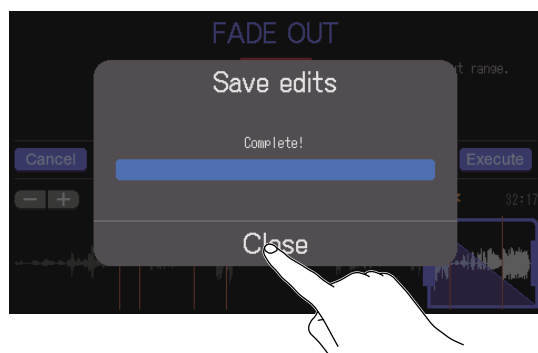 FADE OUT
t range.
Save edits
Complete!
Cancel
Execute
− +
32:17
Close